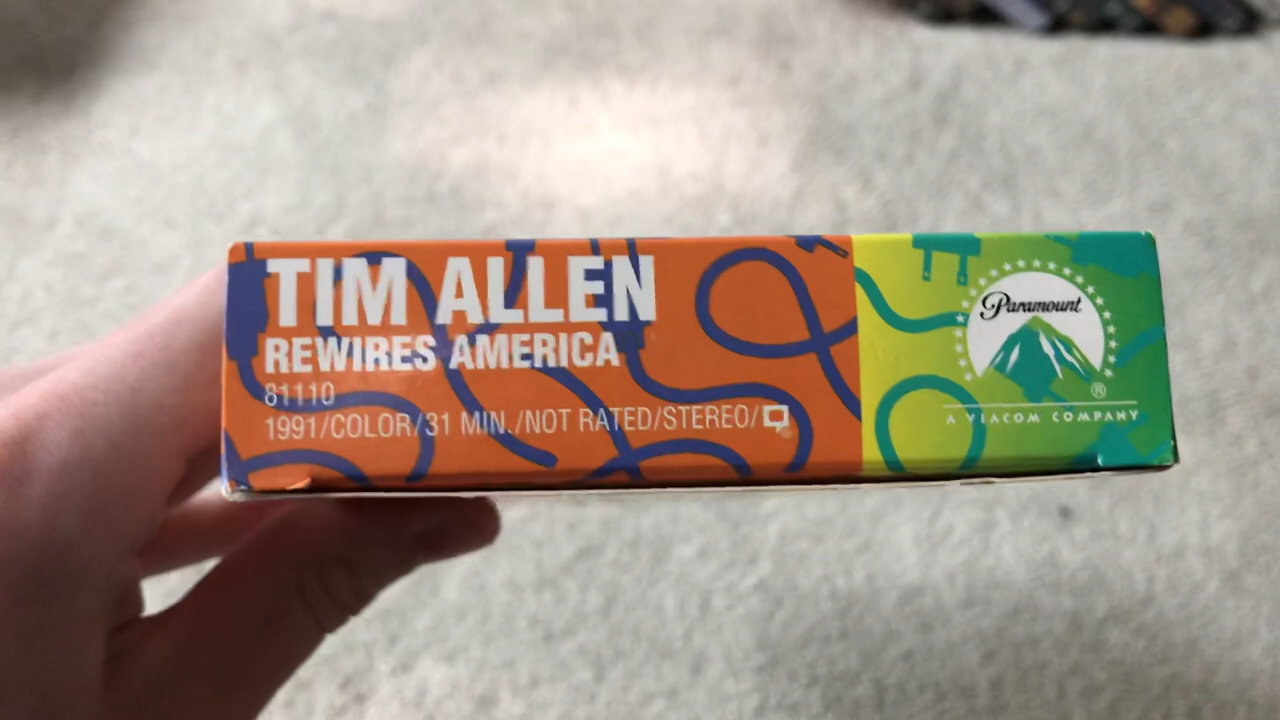 TIM ALLEN
REWIRES AMERICA
81110
1991/COLOR/31 MIN./NOT RATED/STEREO/
Paramount
®
A VIACOM COMPANY